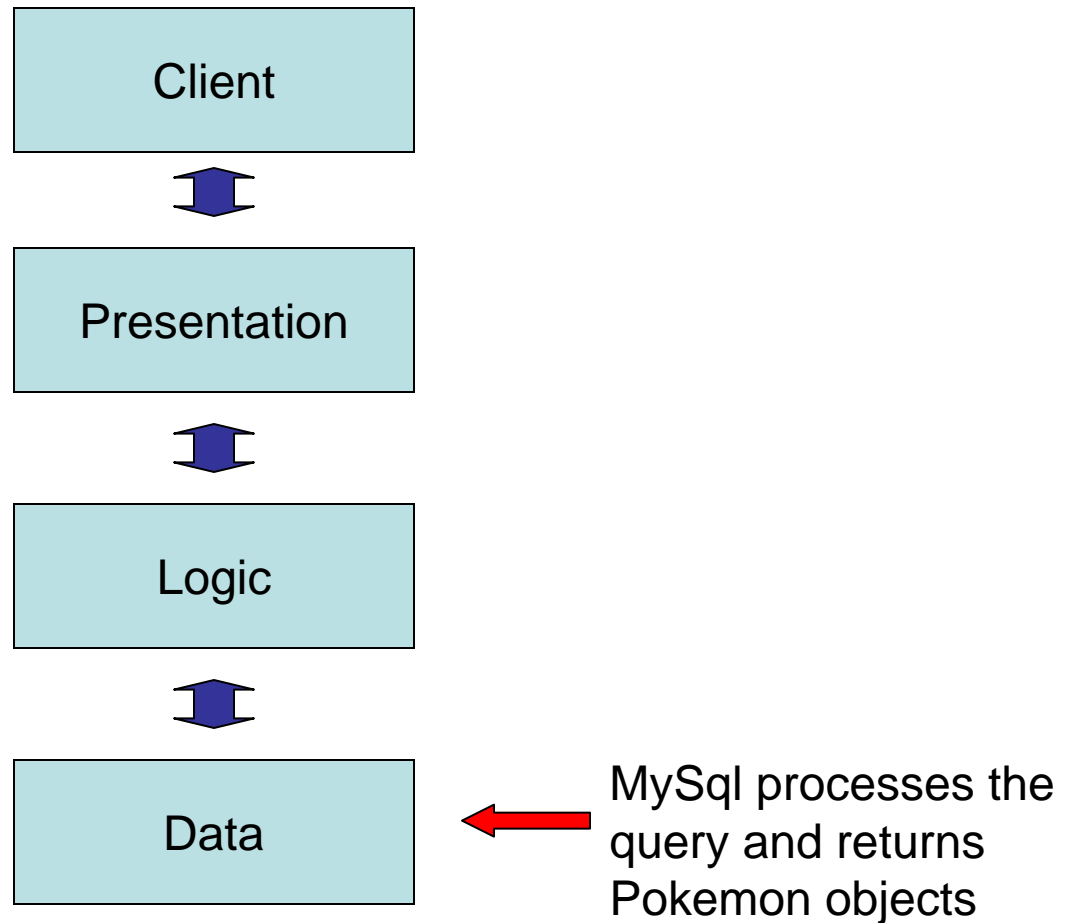 Client
Presentation
Logic
Data
MySql processes the
query and returns
Pokemon objects